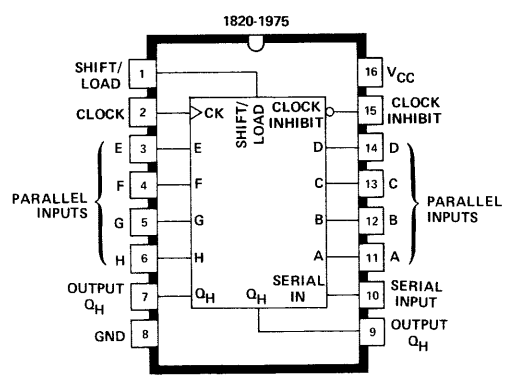 1820-1975
SHIFT/
LOAD
1
16
VCC
CLOCK
2
CK
SHIFT/
LOAD
CLOCK
INHIBIT
15
CLOCK
INHIBIT
PARALLEL
INPUTS
E
3
E
D
14
D
F
4
F
C
13
C
G
5
G
B
12
B
H
6
H
A
11
A
PARALLEL
INPUTS
OUTPUT
QH
7
QH
QH
SERIAL
IN
10
SERIAL
INPUT
GND
8
9
OUTPUT
QH